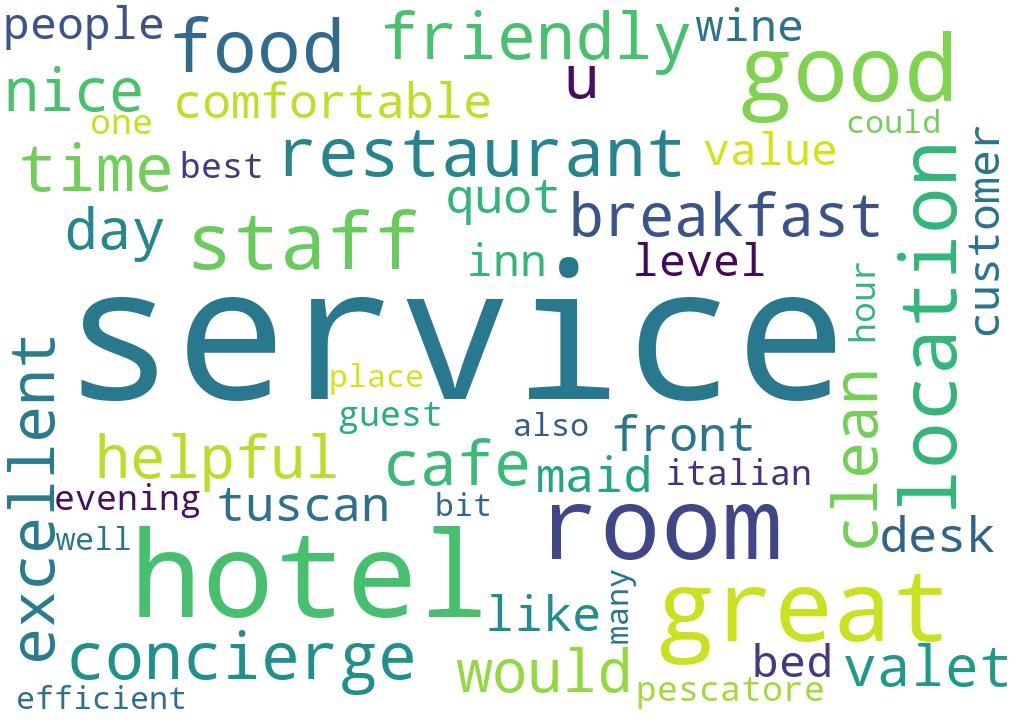 people
food
friendly
wine
good
nice
comfortable
u
one
could
time
best
restaurant
value
customer
location
day
staff
quot
breakfast
inn
level
service
hour
excellent
place
guest
also
front
clean
helpful
cafe
maid
italian
evening
tuscan
bit
room
desk
well
hotel
like
many
great
concierge
would
bed
valet
efficient
pescatore